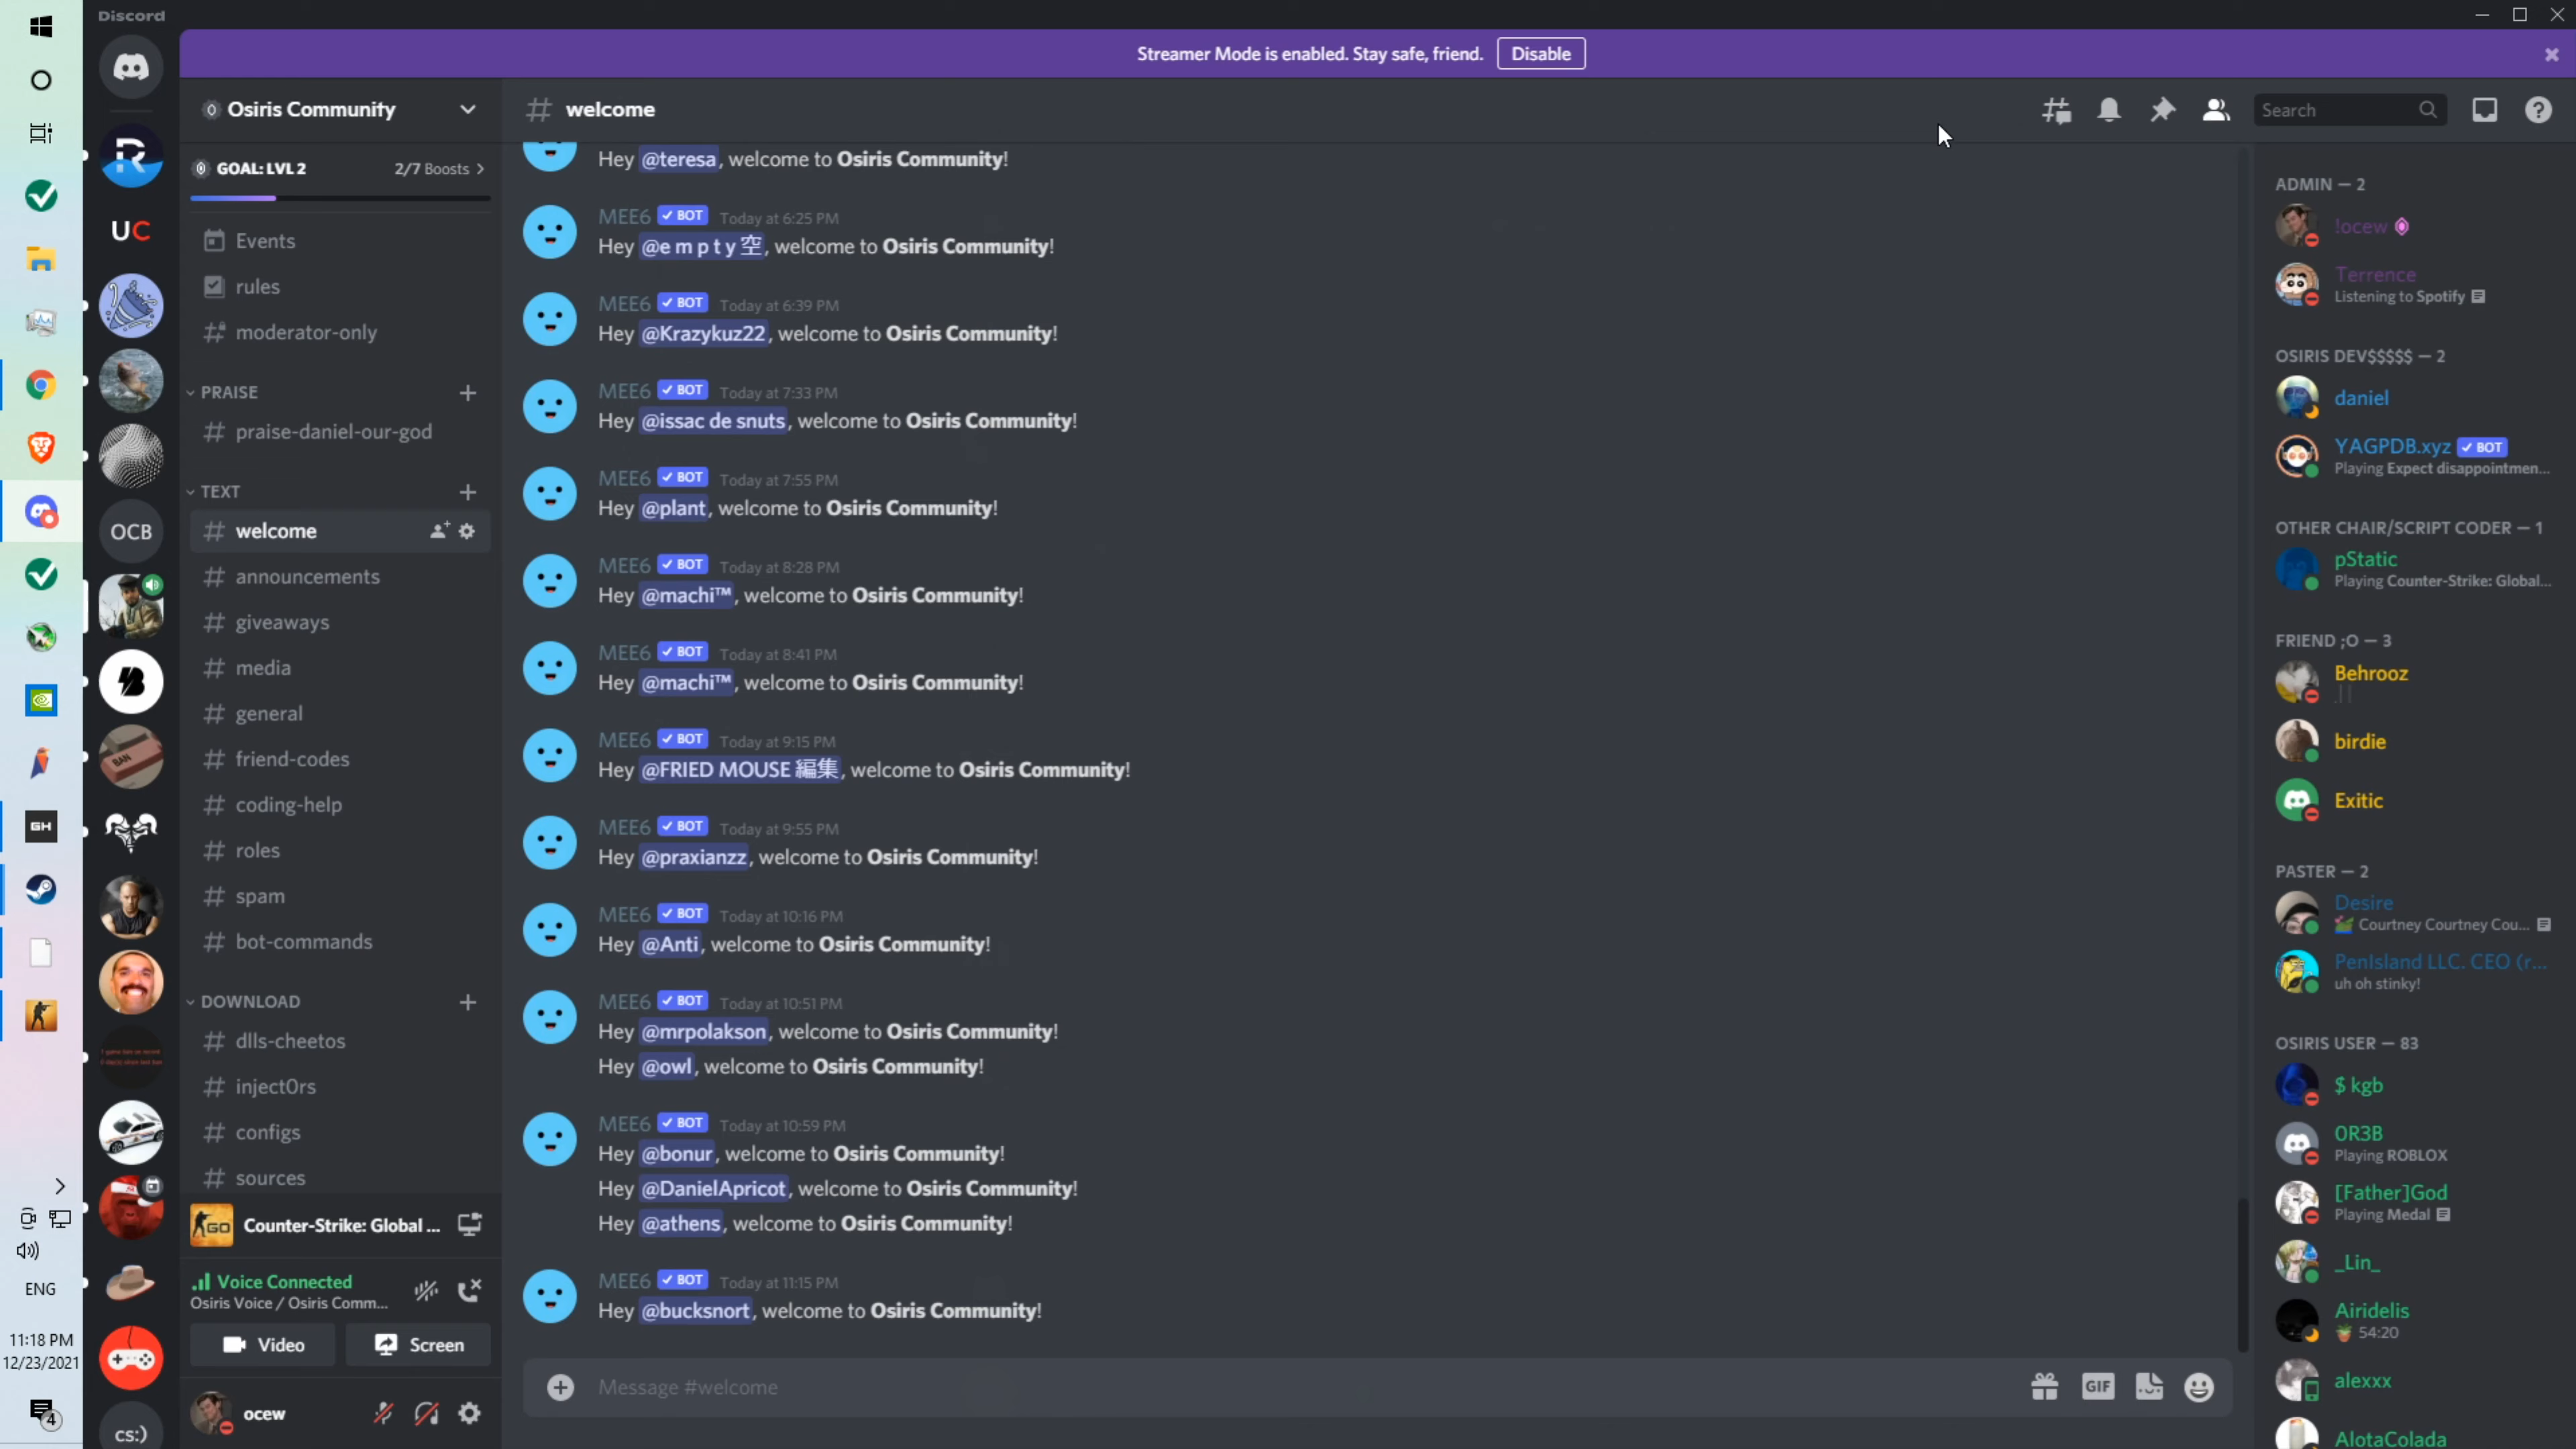 Discord
Streamer Mode is enabled. Stay safe, friend. Disable
Osiris Community
GOAL: LVL 2 2/7 Boosts
Events
rules
moderator-only
PRAISE
praise-daniel-our-god
TEXT
welcome
announcements
giveaways
media
general
friend-codes
coding-help
roles
spam
bot-commands
DOWNLOAD
dlls-cheetos
inject0rs
configs
sources
Counter-Strike: Global ...
Voice Connected
Osiris Voice / Osiris Comm...
Video Screen
ocew
UC
OCB
BAN
GH
cs:)
ENG
11:18 PM
12/23/2021
4
# welcome
Search
Hey @teresa, welcome to Osiris Community!
MEE6 ✓ BOT Today at 6:25 PM
Hey @e m p t y 空, welcome to Osiris Community!
MEE6 ✓ BOT Today at 6:39 PM
Hey @Krazykuz22, welcome to Osiris Community!
MEE6 ✓ BOT Today at 7:33 PM
Hey @issac de snuts, welcome to Osiris Community!
MEE6 ✓ BOT Today at 7:55 PM
Hey @plant, welcome to Osiris Community!
MEE6 ✓ BOT Today at 8:28 PM
Hey @machi™, welcome to Osiris Community!
MEE6 ✓ BOT Today at 8:41 PM
Hey @machi™, welcome to Osiris Community!
MEE6 ✓ BOT Today at 9:15 PM
Hey @FRIED MOUSE 編集, welcome to Osiris Community!
MEE6 ✓ BOT Today at 9:55 PM
Hey @praxianzz, welcome to Osiris Community!
MEE6 ✓ BOT Today at 10:16 PM
Hey @Anti, welcome to Osiris Community!
MEE6 ✓ BOT Today at 10:51 PM
Hey @mrpolakson, welcome to Osiris Community!
Hey @owl, welcome to Osiris Community!
MEE6 ✓ BOT Today at 10:59 PM
Hey @bonur, welcome to Osiris Community!
Hey @DanielApricot, welcome to Osiris Community!
Hey @athens, welcome to Osiris Community!
MEE6 ✓ BOT Today at 11:15 PM
Hey @bucksnort, welcome to Osiris Community!
Message #welcome
GIF
ADMIN — 2
!ocew
Terrence
Listening to Spotify
OSIRIS DEV$$$$$ — 2
daniel
YAGPDB.xyz ✓ BOT
Playing Expect disappointmen...
OTHER CHAIR/SCRIPT CODER — 1
pStatic
Playing Counter-Strike: Global...
FRIEND ;O — 3
Behrooz
birdie
Exitic
PASTER — 2
Desire
Courtney Courtney Cou...
PenIsland LLC. CEO (r...
uh oh stinky!
OSIRIS USER — 83
$ kgb
0R3B
Playing ROBLOX
[Father]God
Playing Medal
_Lin_
Airidelis
54:20
alexxx
AlotaColada